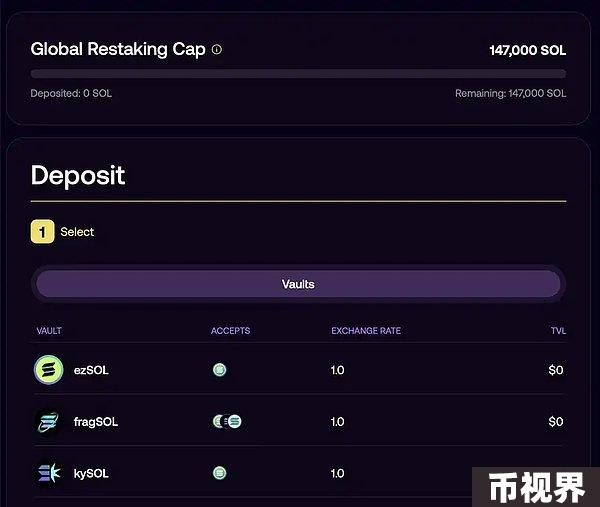 Global Restaking Cap
147,000 SOL
Deposited: 0 SOL
Remaining: 147,000 SOL
Deposit
1 Select
Vaults
VAULT ACCEPTS EXCHANGE RATE TVL
ezSOL 1.0 $0
fragSOL 1.0 $0
kySOL 1.0
币视界